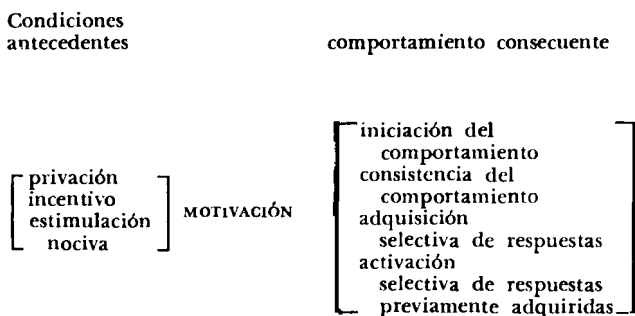 Condiciones
antecedentes
comportamiento consecuente
privación
incentivo
estimulación
nociva
MOTIVACIÓN
iniciación del
comportamiento
consistencia del
comportamiento
adquisición
selectiva de respuestas
activación
selectiva de respuestas
previamente adquiridas